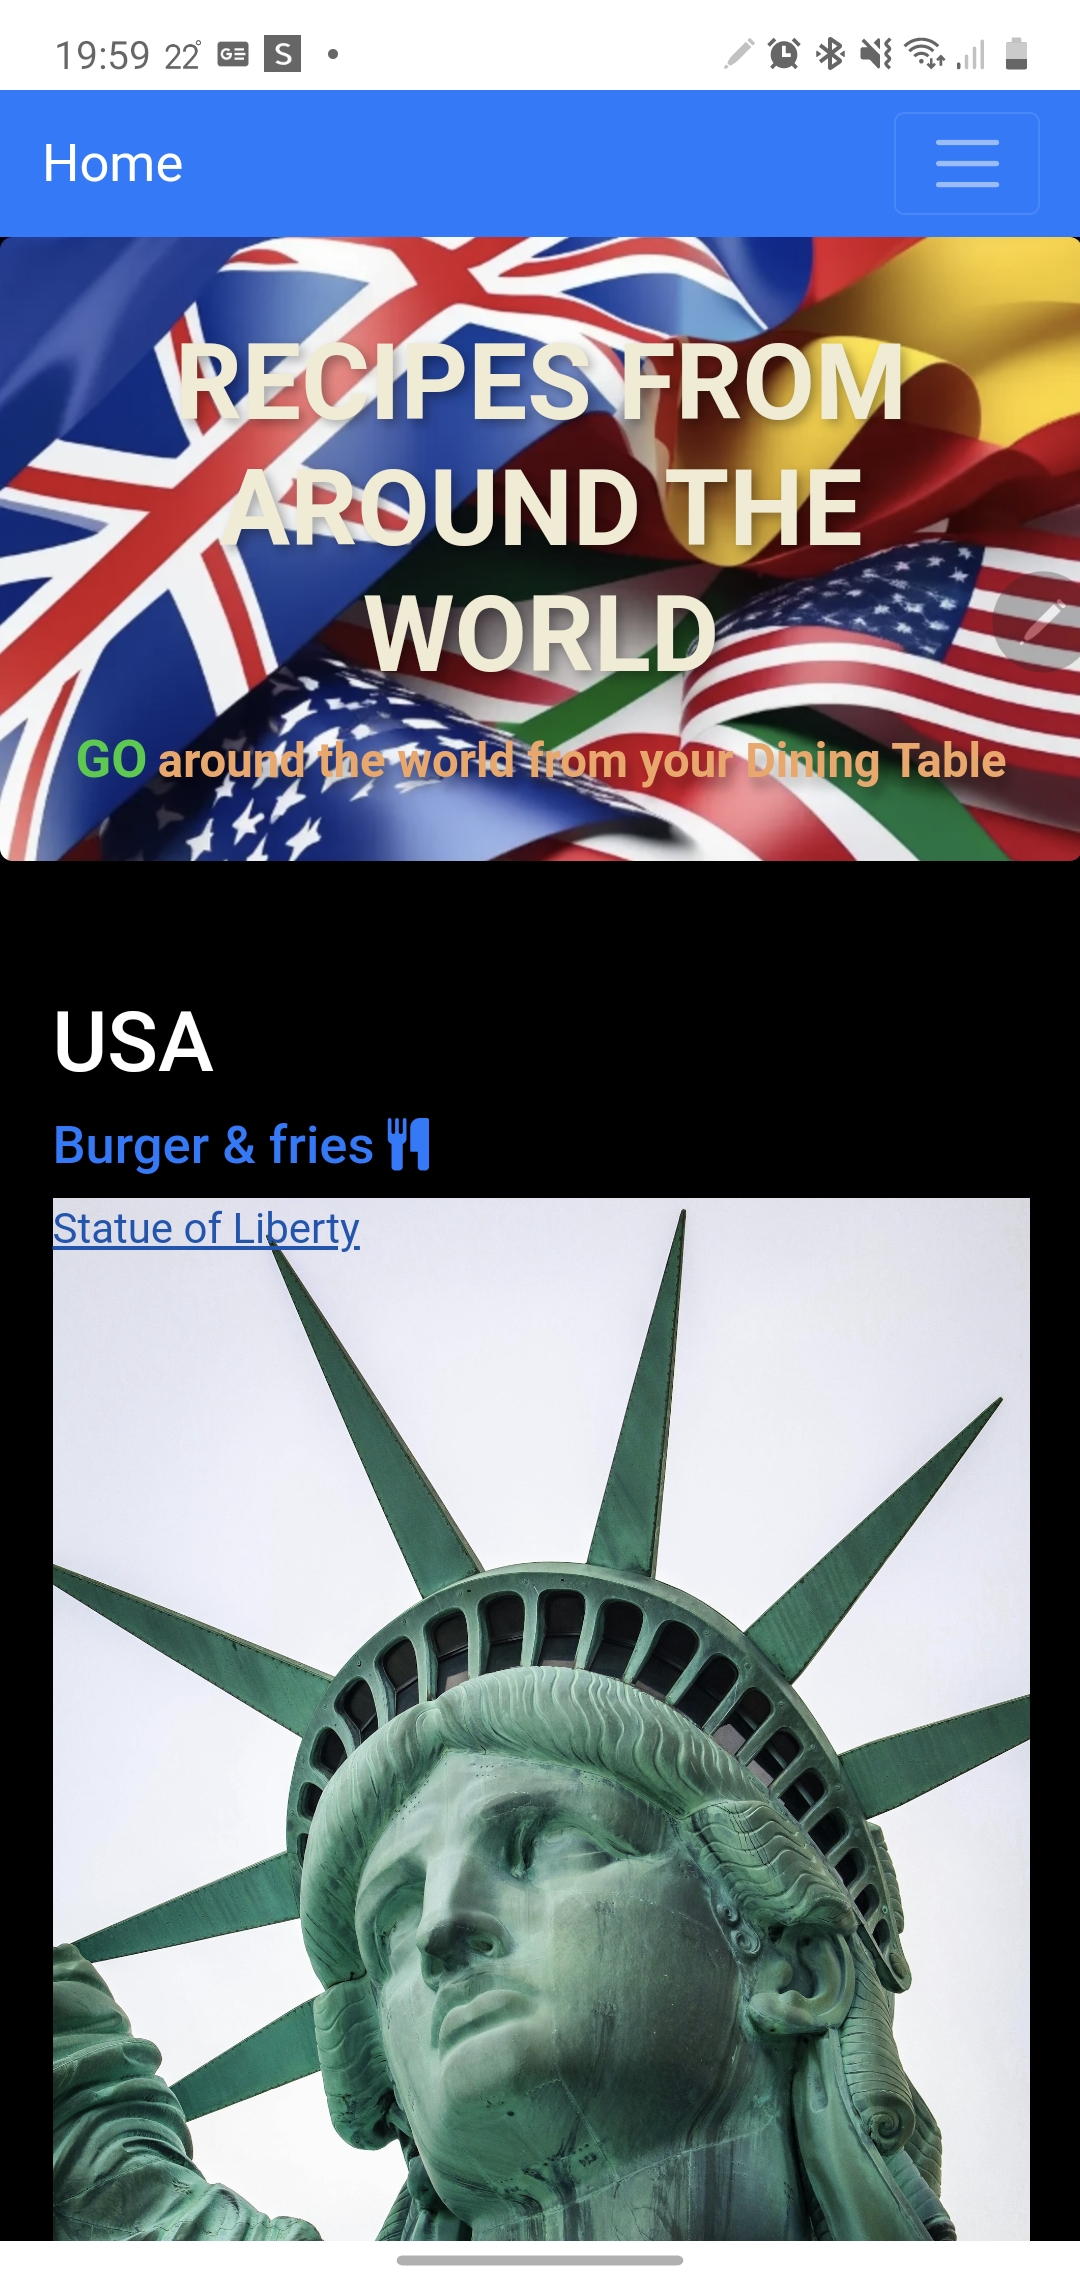 19:59 22° GE S
Home
RECIPES FROM
AROUND THE
WORLD
GO around the world from your Dining Table
USA
Burger & fries
Statue of Liberty